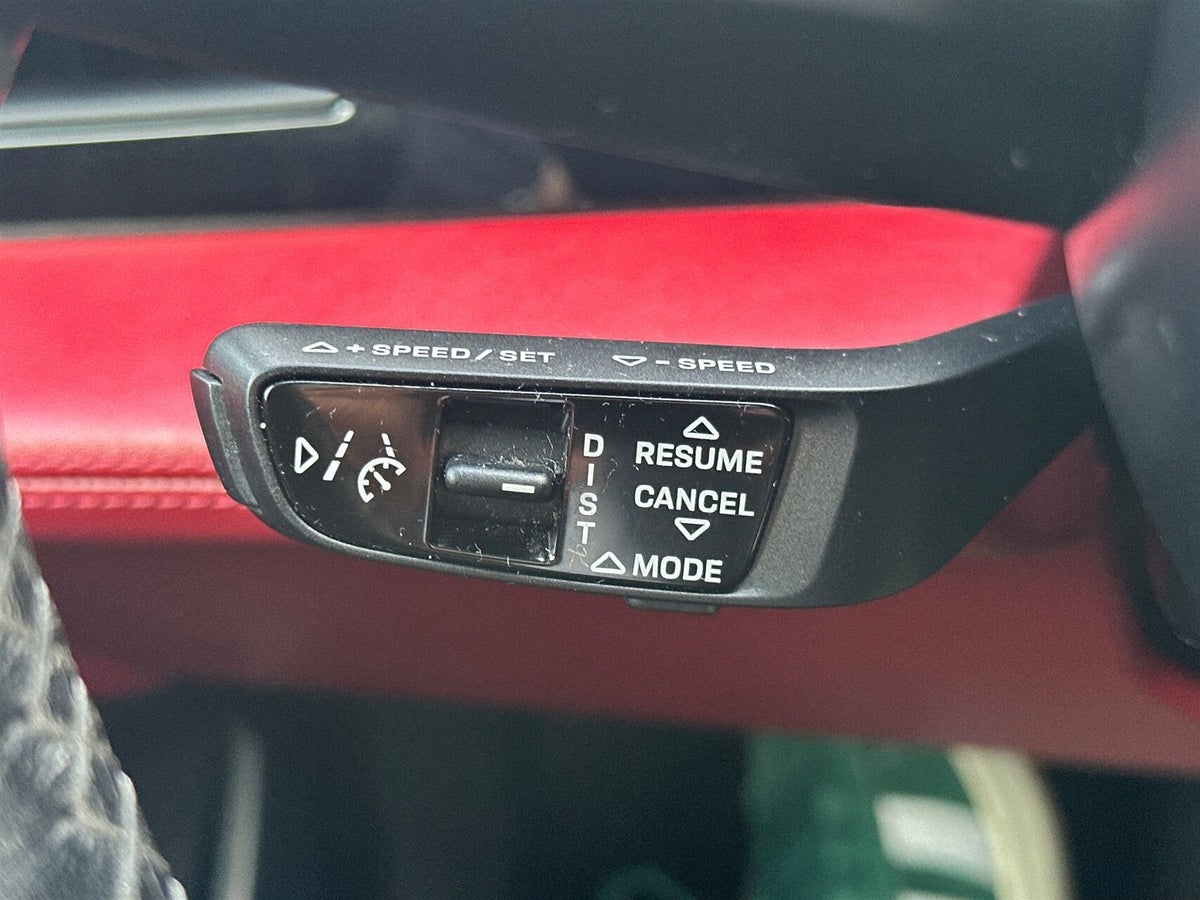 + SPEED / SET
- SPEED
DIST
RESUME
CANCEL
MODE